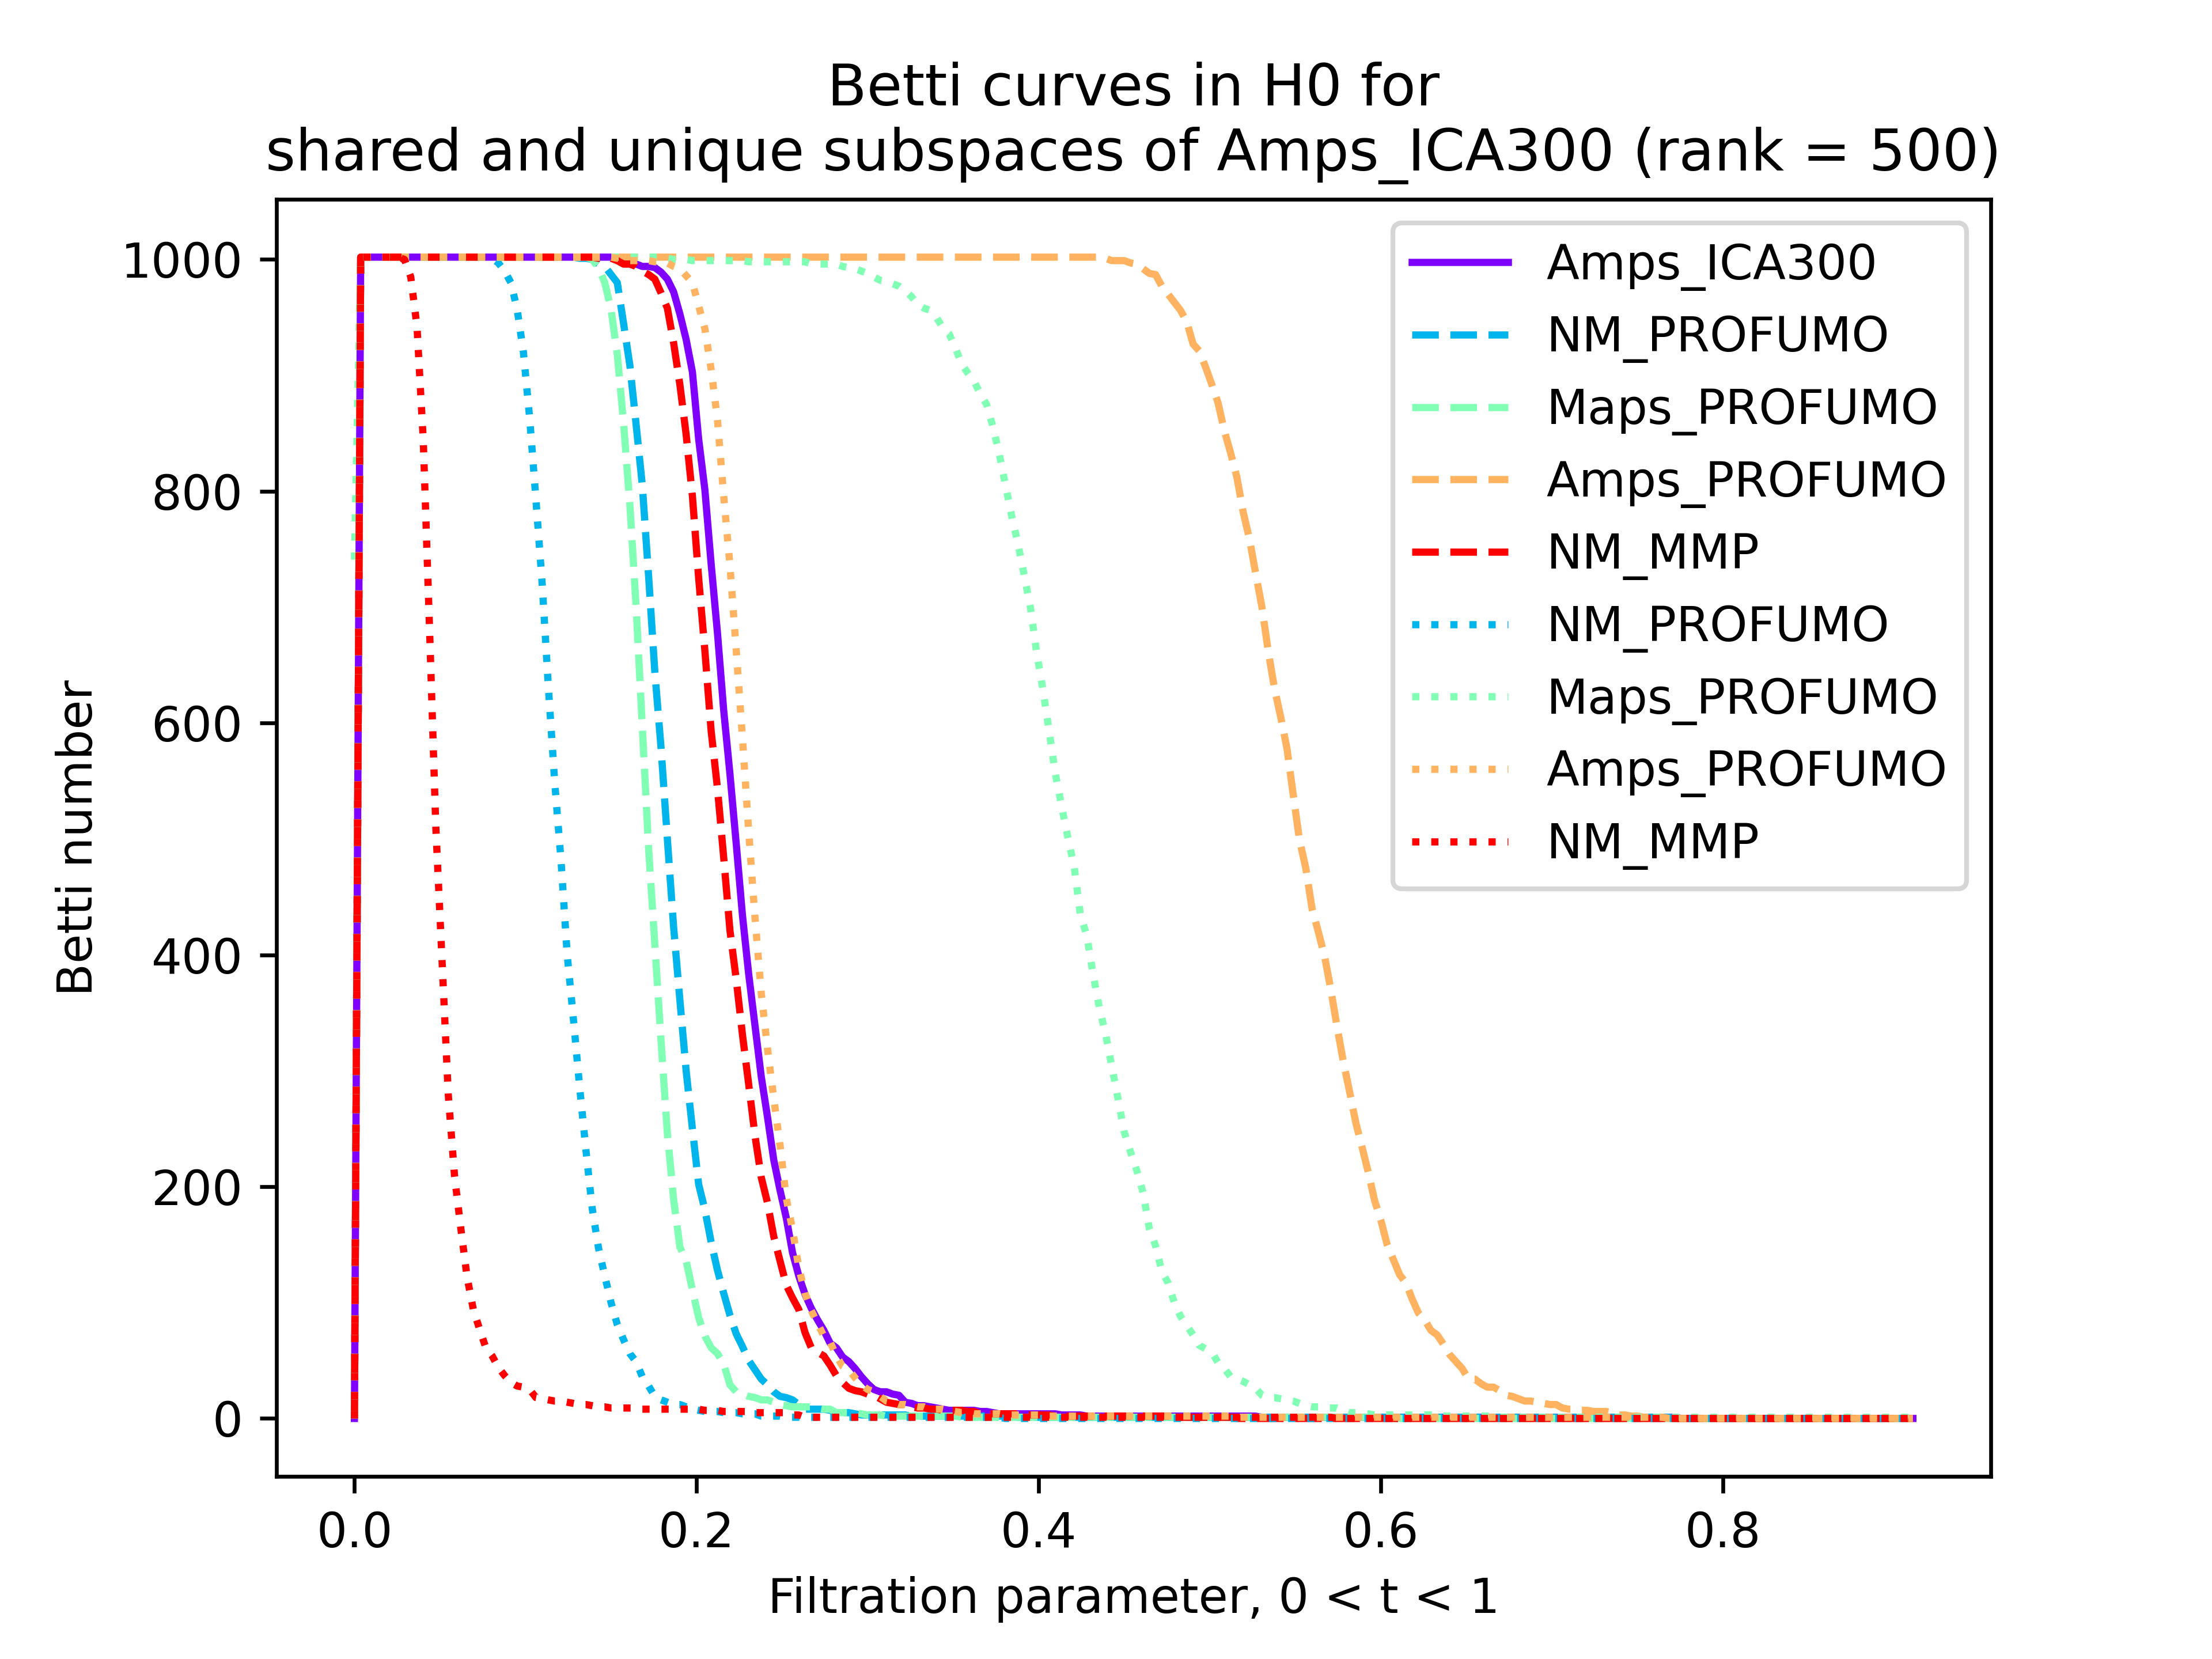 Betti curves in H0 for
shared and unique subspaces of Amps_ICA300 (rank = 500)
Betti number
1000
800
600
400
200
0
Amps_ICA300
NM_PROFUMO
Maps_PROFUMO
Amps_PROFUMO
NM_MMP
NM_PROFUMO
Maps_PROFUMO
Amps_PROFUMO
NM_MMP
0.0 0.2 0.4 0.6 0.8
Filtration parameter, 0 < t < 1